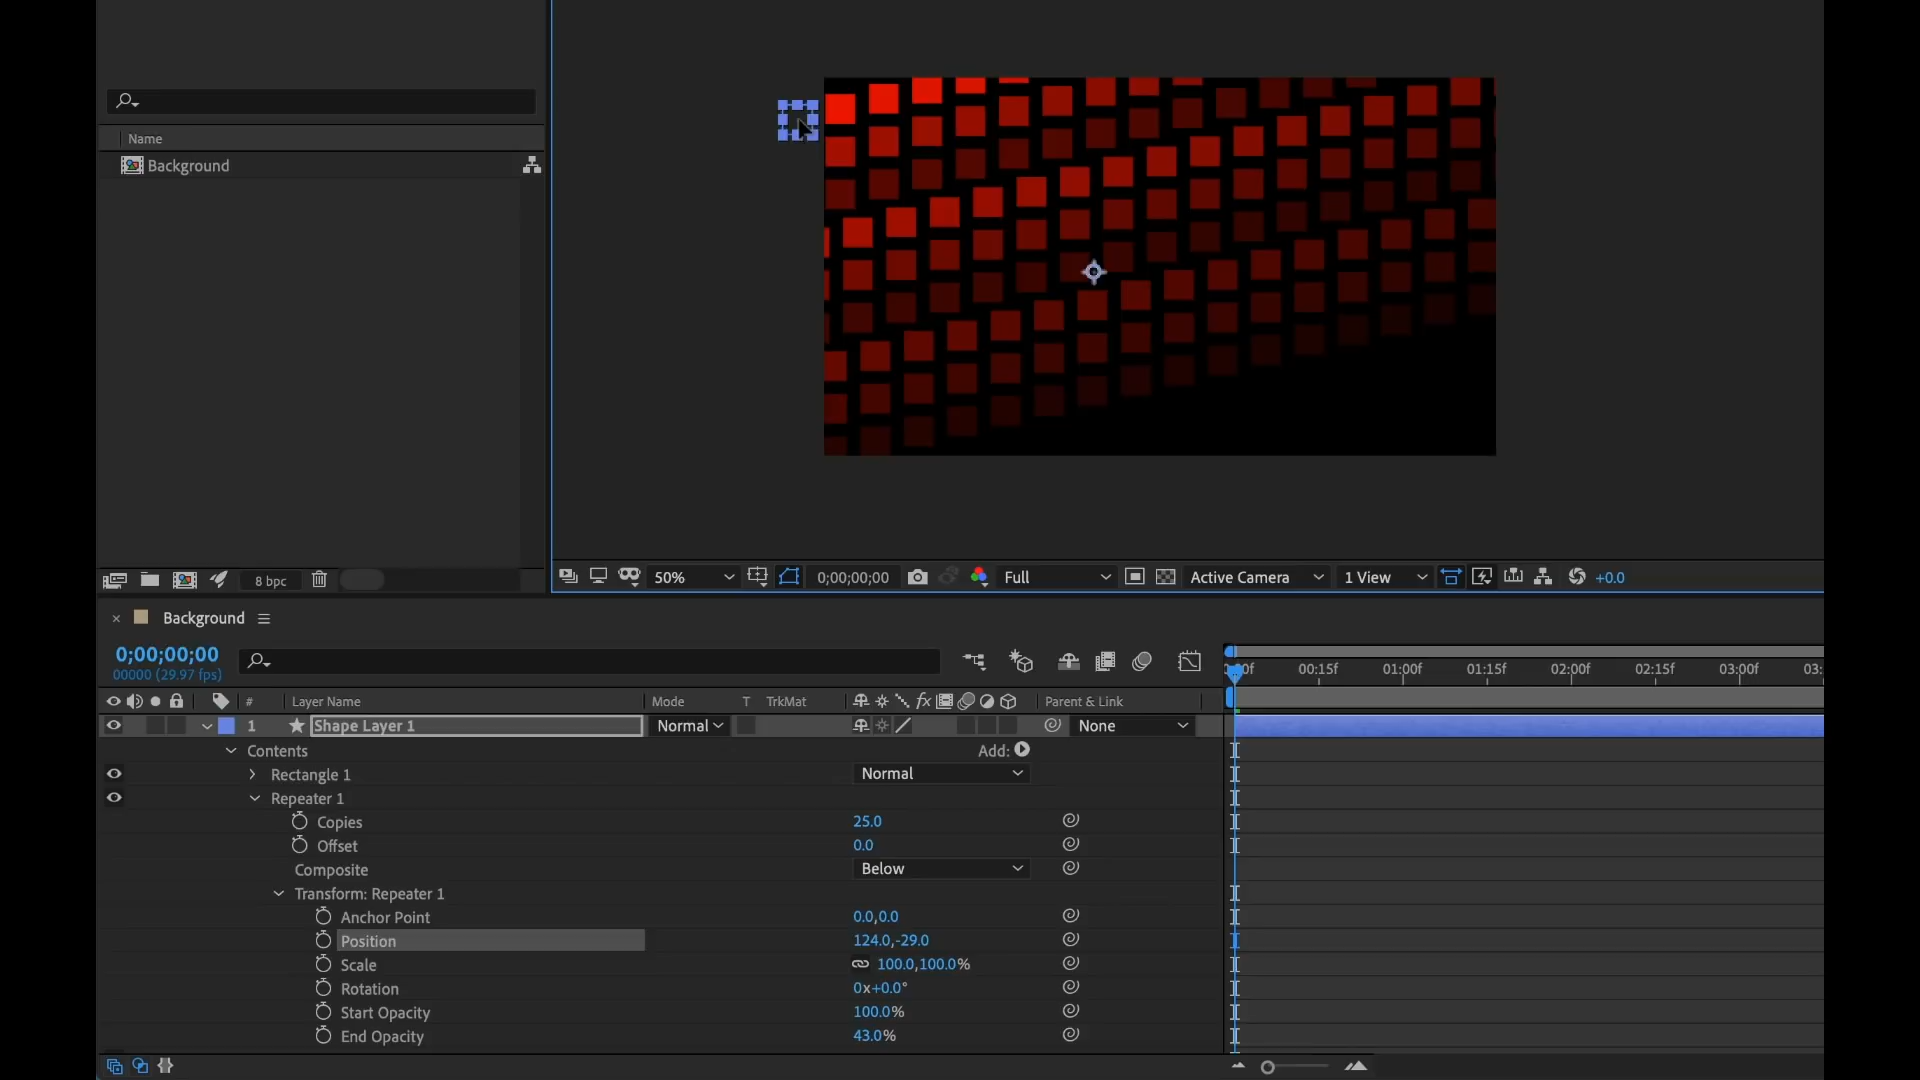 Name
Background
8 bpc
50%
0;00;00;00
Full
Active Camera
1 View
+0.0
Background
0;00;00;00
00000 (29.97 fps)
00:15f 01:00f 01:15f 02:00f 02:15f 03:00f 03:
# Layer Name Mode T TrkMat fx Parent & Link
1 Shape Layer 1 Normal None
Contents Add:
Rectangle 1 Normal
Repeater 1
Copies 25.0
Offset 0.0
Composite Below
Transform: Repeater 1
Anchor Point 0.0,0.0
Position 124.0,-29.0
Scale 100.0,100.0%
Rotation 0x+0.0°
Start Opacity 100.0%
End Opacity 43.0%